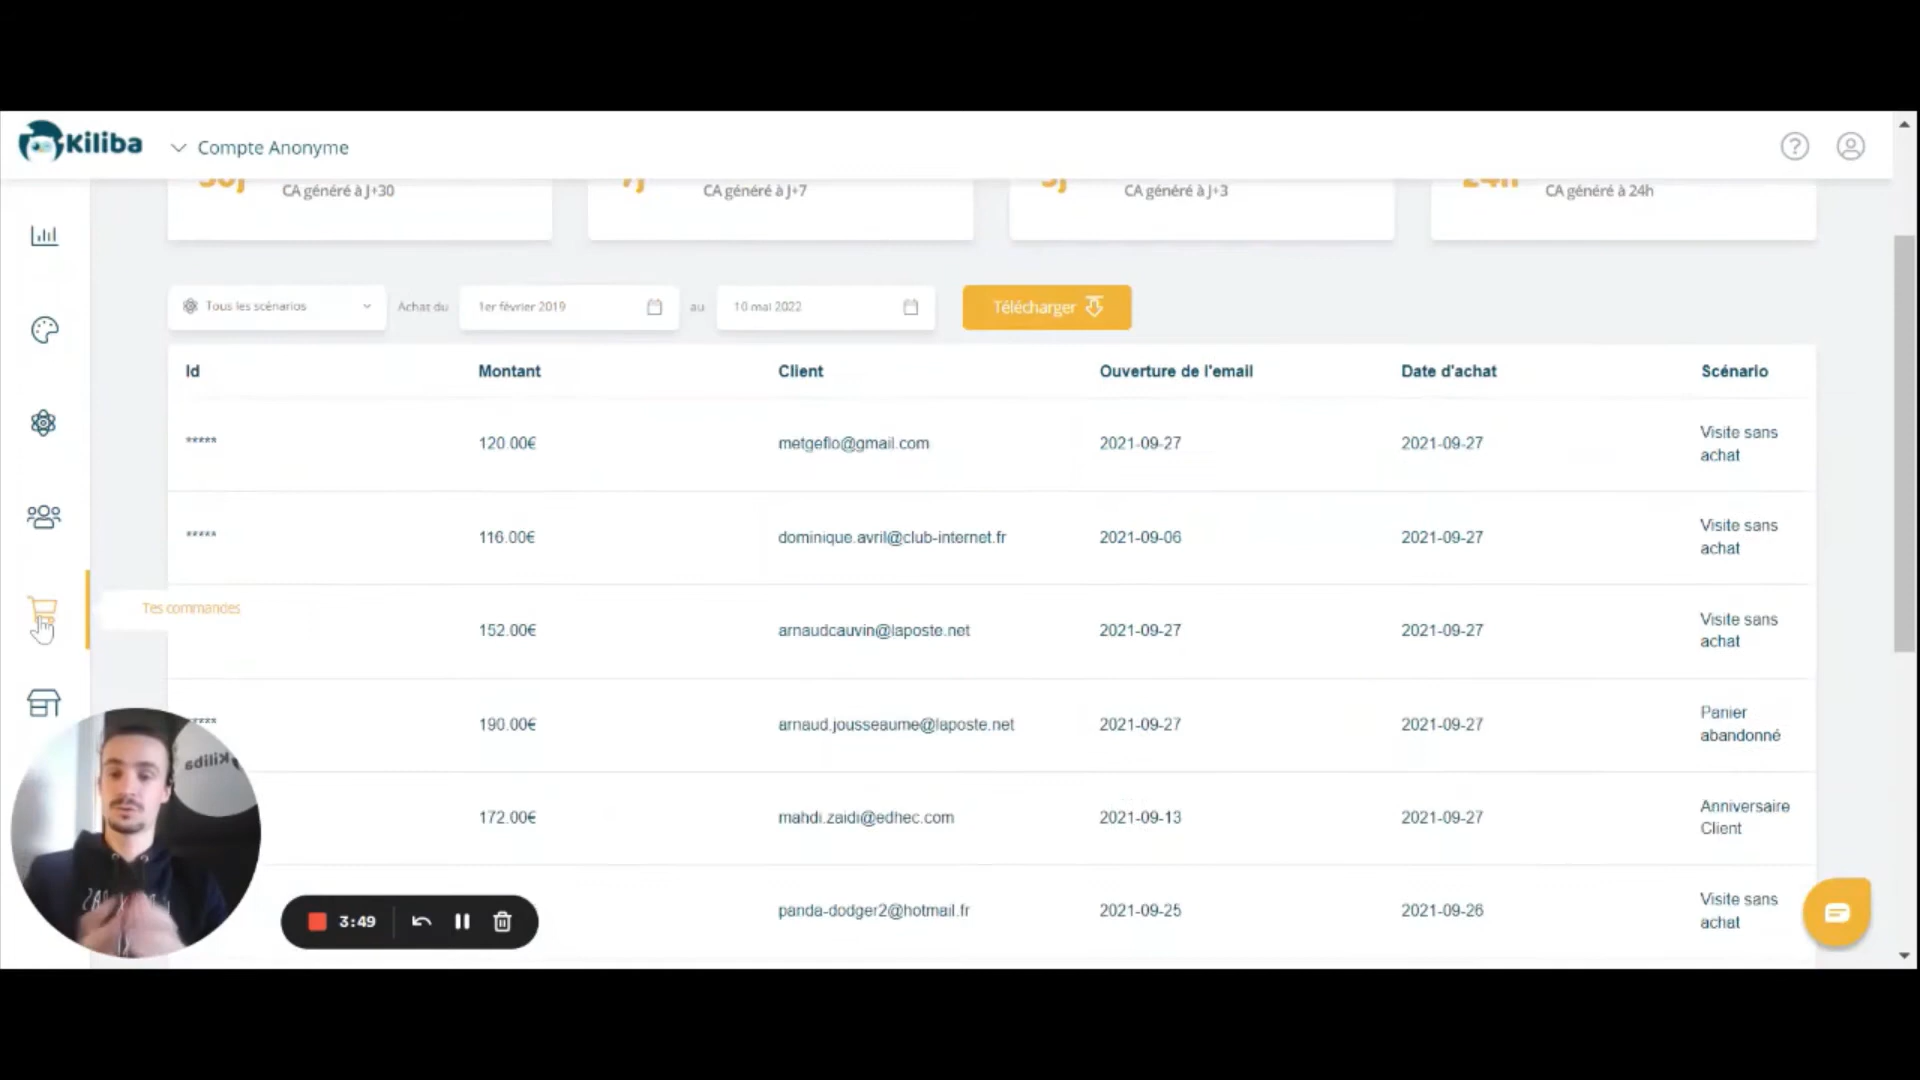 Kiliba
Compte Anonyme
CA généré à J+30
CA généré à J+7
CA généré à J+3
24h
CA généré à 24h
Tous les scénarios
Achat du
1er février 2019
au
10 mai 2022
Télécharger
Id
Montant
Client
Ouverture de l'email
Date d'achat
Scénario
*****
120.00€
metgeflo@gmail.com
2021-09-27
2021-09-27
Visite sans
achat
*****
116.00€
dominique.avril@club-internet.fr
2021-09-06
2021-09-27
Visite sans
achat
Tes commandes
152.00€
arnaudcauvin@laposte.net
2021-09-27
2021-09-27
Visite sans
achat
190.00€
arnaud.jousseaume@laposte.net
2021-09-27
2021-09-27
Panier
abandonné
Kiliba
172.00€
mahdi.zaidi@edhec.com
2021-09-13
2021-09-27
Anniversaire
Client
panda-dodger2@hotmail.fr
2021-09-25
2021-09-26
Visite sans
achat
3:49